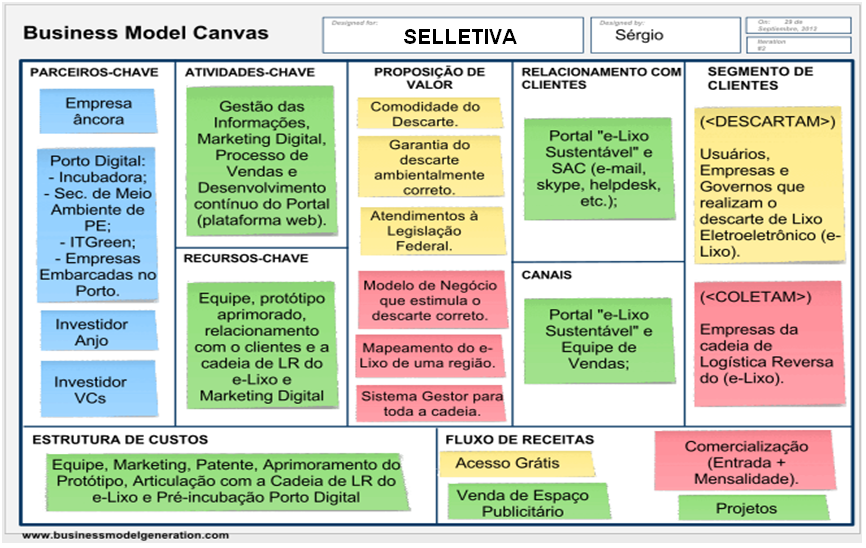 Business Model Canvas
Designed for:
SELLETIVA
Designed by:
Sérgio
On: 29 de
Septiembre, 2012
Iteration
#2
PARCEIROS-CHAVE
Empresa
âncora
Porto Digital:
- Incubadora;
- Sec. de Meio
Ambiente de
PE;
- ITGreen;
- Empresas
Embarcadas no
Porto.
Investidor
Anjo
Investidor
VCs
ATIVIDADES-CHAVE
Gestão das
Informações,
Marketing Digital,
Processo de
Vendas e
Desenvolvimento
contínuo do Portal
(plataforma web).
RECURSOS-CHAVE
Equipe, protótipo
aprimorado,
relacionamento
com o clientes e a
cadeia de LR do
e-Lixo e
Marketing Digital
PROPOSIÇÃO DE
VALOR
Comodidade do
Descarte.
Garantia do
descarte
ambientalmente
correto.
Atendimentos à
Legislação
Federal.
Modelo de Negócio
que estimula o
descarte correto.
Mapeamento do e-
Lixo de uma região.
Sistema Gestor para
toda a cadeia.
RELACIONAMENTO COM
CLIENTES
Portal "e-Lixo
Sustentável" e
SAC (e-mail,
skype, helpdesk,
etc.);
CANAIS
Portal "e-Lixo
Sustentável" e
Equipe de
Vendas;
SEGMENTO DE
CLIENTES
(<DESCARTAM>)
Usuários,
Empresas e
Governos que
realizam o
descarte de Lixo
Eletroeletrônico (e-
Lixo).
(<COLETAM>)
Empresas da
cadeia de
Logística Reversa
do (e-Lixo).
ESTRUTURA DE CUSTOS
Equipe, Marketing, Patente, Aprimoramento do
Protótipo, Articulação com a Cadeia de LR do
e-Lixo e Pré-incubação Porto Digital
FLUXO DE RECEITAS
Acesso Grátis
Venda de Espaço
Publicitário
Comercialização
(Entrada +
Mensalidade).
Projetos
www.businessmodelgeneration.com